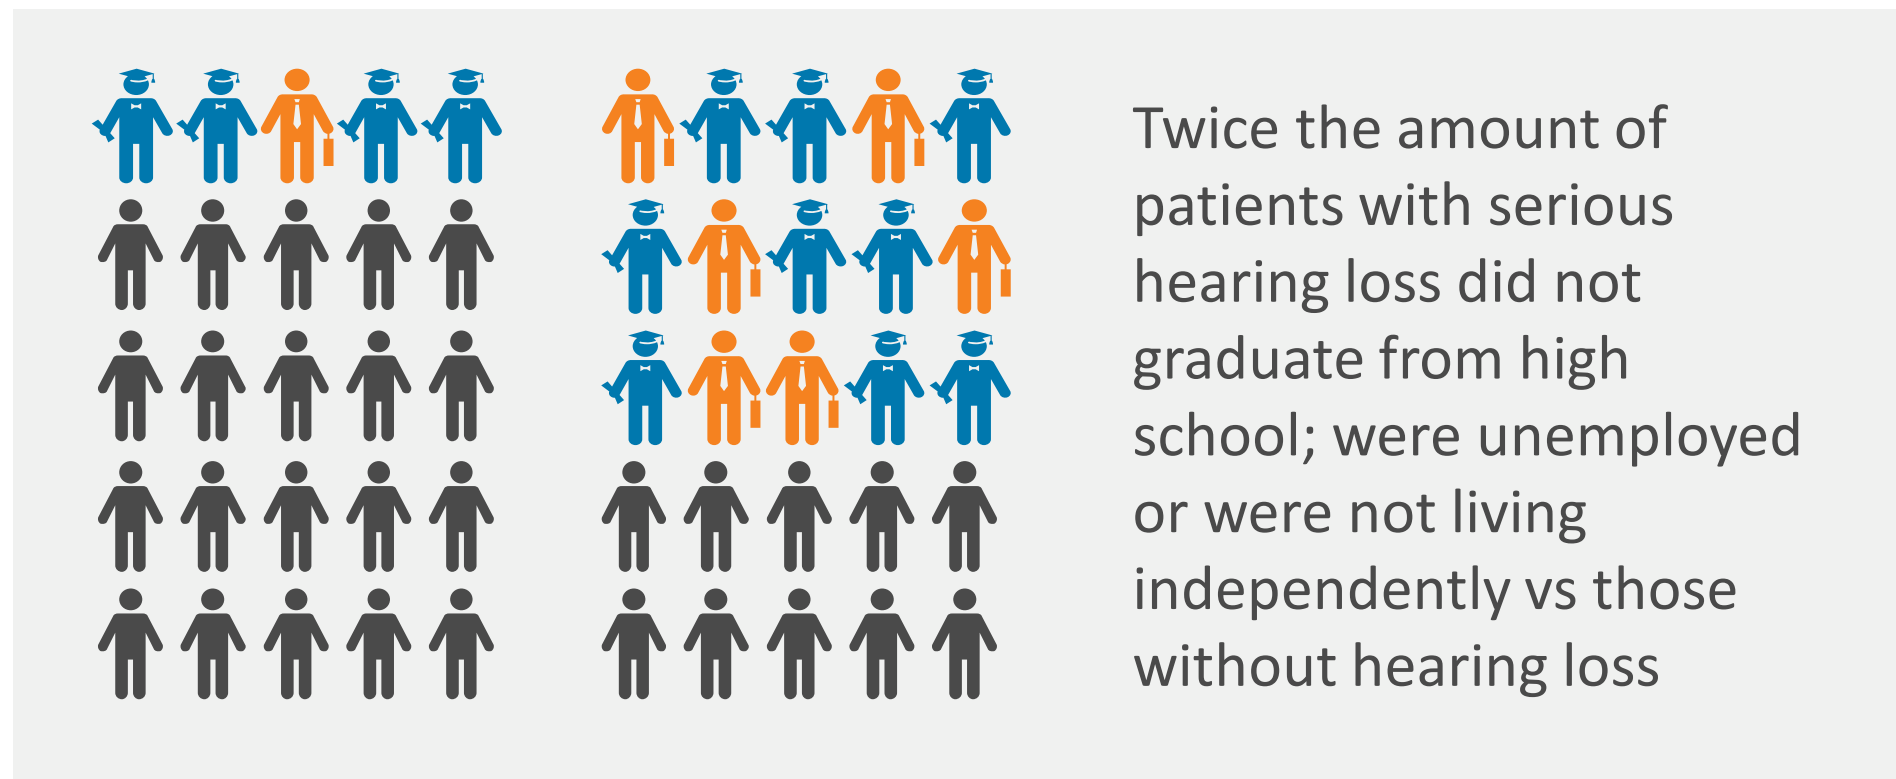 Twice the amount of
patients with serious
hearing loss did not
graduate from high
school; were unemployed
or were not living
independently vs those
without hearing loss